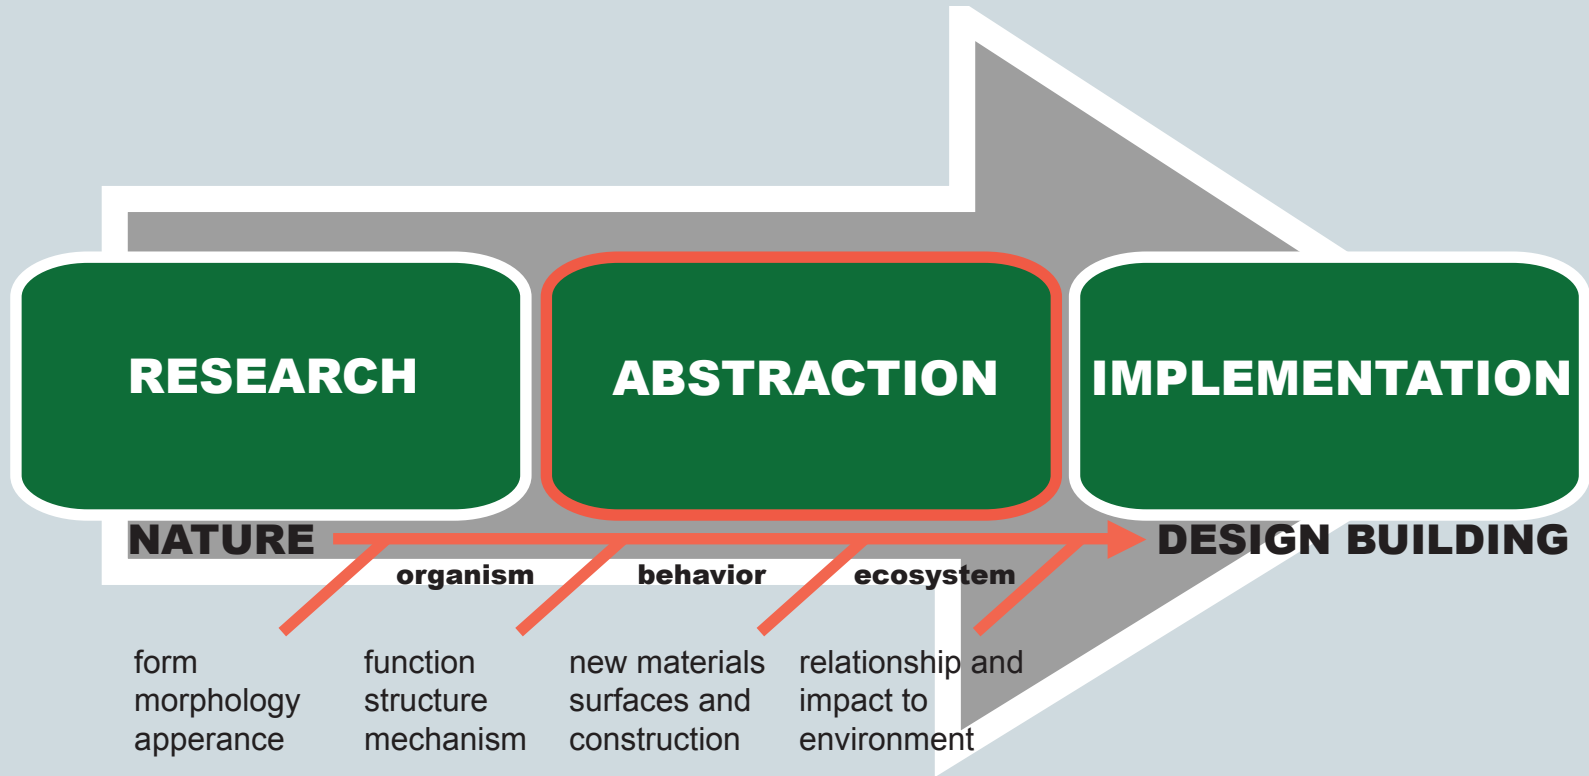 RESEARCH
ABSTRACTION
IMPLEMENTATION
NATURE
DESIGN BUILDING
organism
behavior
ecosystem
form
morphology
apperance
function
structure
mechanism
new materials
surfaces and
construction
relationship and
impact to
environment